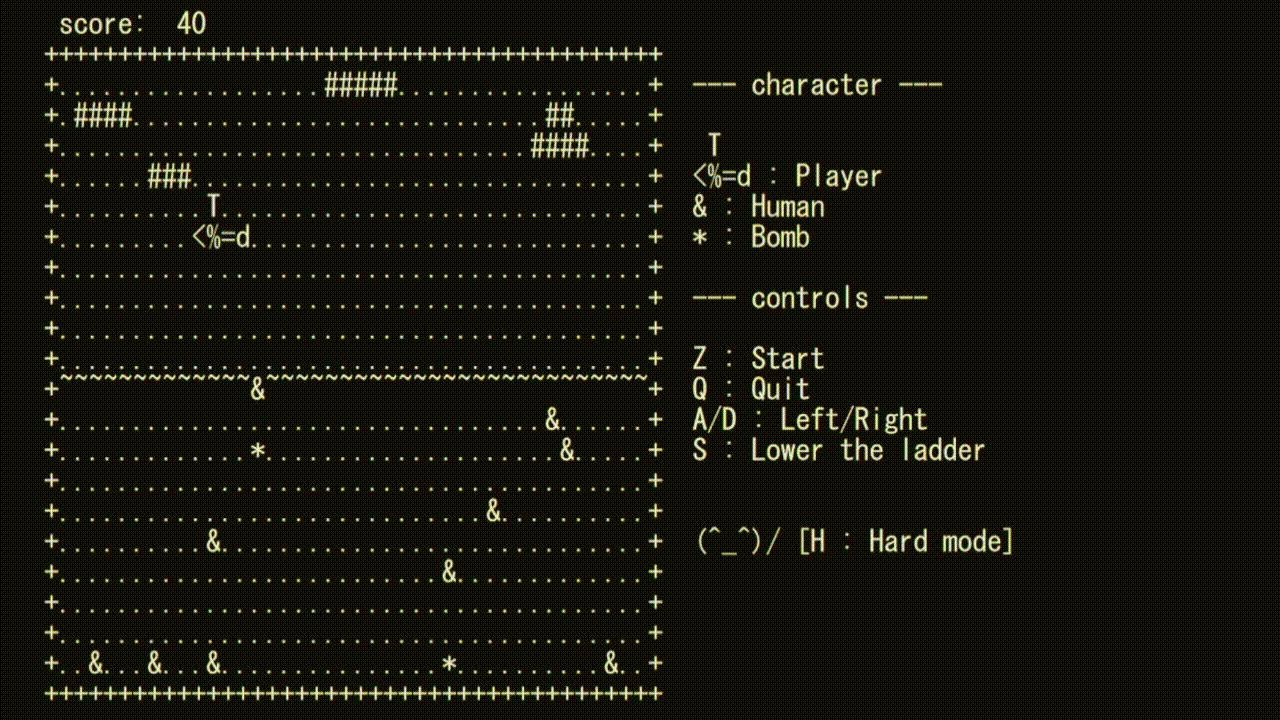 score:  40
++++++++++++++++++++++++++++++++++++++++++
+..................#####.................+  --- character ---
+.####............................##.....+
+................................####....+   T
+......###...............................+  <%=d : Player
+..........T.............................+  & : Human
+.........<%=d...........................+  * : Bomb
+........................................+
+........................................+  --- controls ---
+........................................+
+........................................+  Z : Start
+~~~~~~~~~~~~~&~~~~~~~~~~~~~~~~~~~~~~~~~~+  Q : Quit
+.................................&......+  A/D : Left/Right
+.............*....................&.....+  S : Lower the ladder
+........................................+
+.............................&..........+
+..........&.............................+  (^_^)/ [H : Hard mode]
+..........................&.............+
+........................................+
+........................................+
+..&...&...&...............*..........&..+
++++++++++++++++++++++++++++++++++++++++++